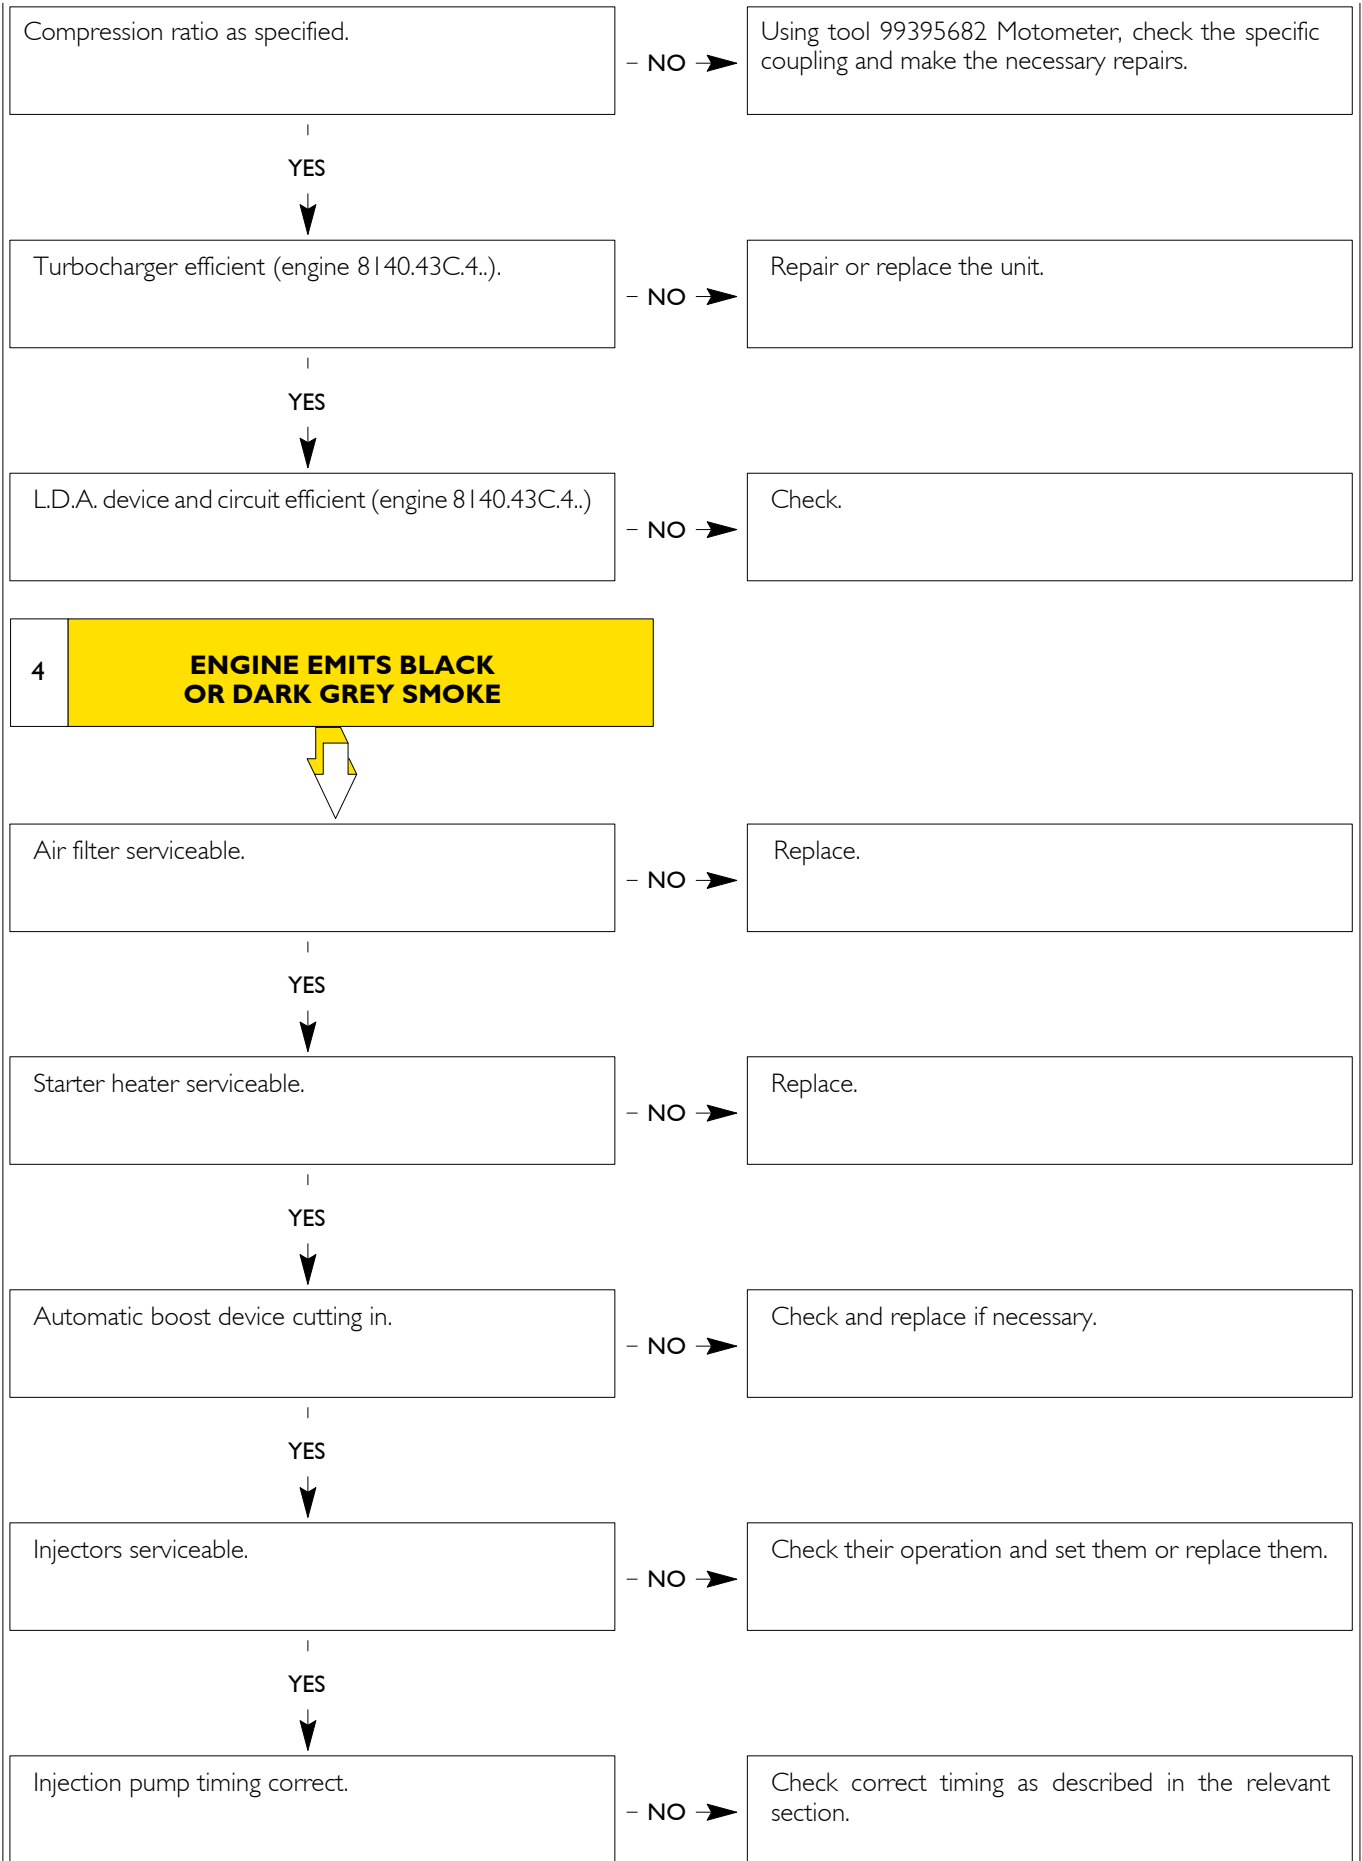 Compression ratio as specified.
– NO
Using tool 99395682 Motometer, check the specific
coupling and make the necessary repairs.
YES
Turbocharger efficient (engine 8140.43C.4..).
– NO
Repair or replace the unit.
YES
L.D.A. device and circuit efficient (engine 8140.43C.4..)
– NO
Check.
4
ENGINE EMITS BLACK
OR DARK GREY SMOKE
Air filter serviceable.
– NO
Replace.
YES
Starter heater serviceable.
– NO
Replace.
YES
Automatic boost device cutting in.
– NO
Check and replace if necessary.
YES
Injectors serviceable.
– NO
Check their operation and set them or replace them.
YES
Injection pump timing correct.
– NO
Check correct timing as described in the relevant
section.